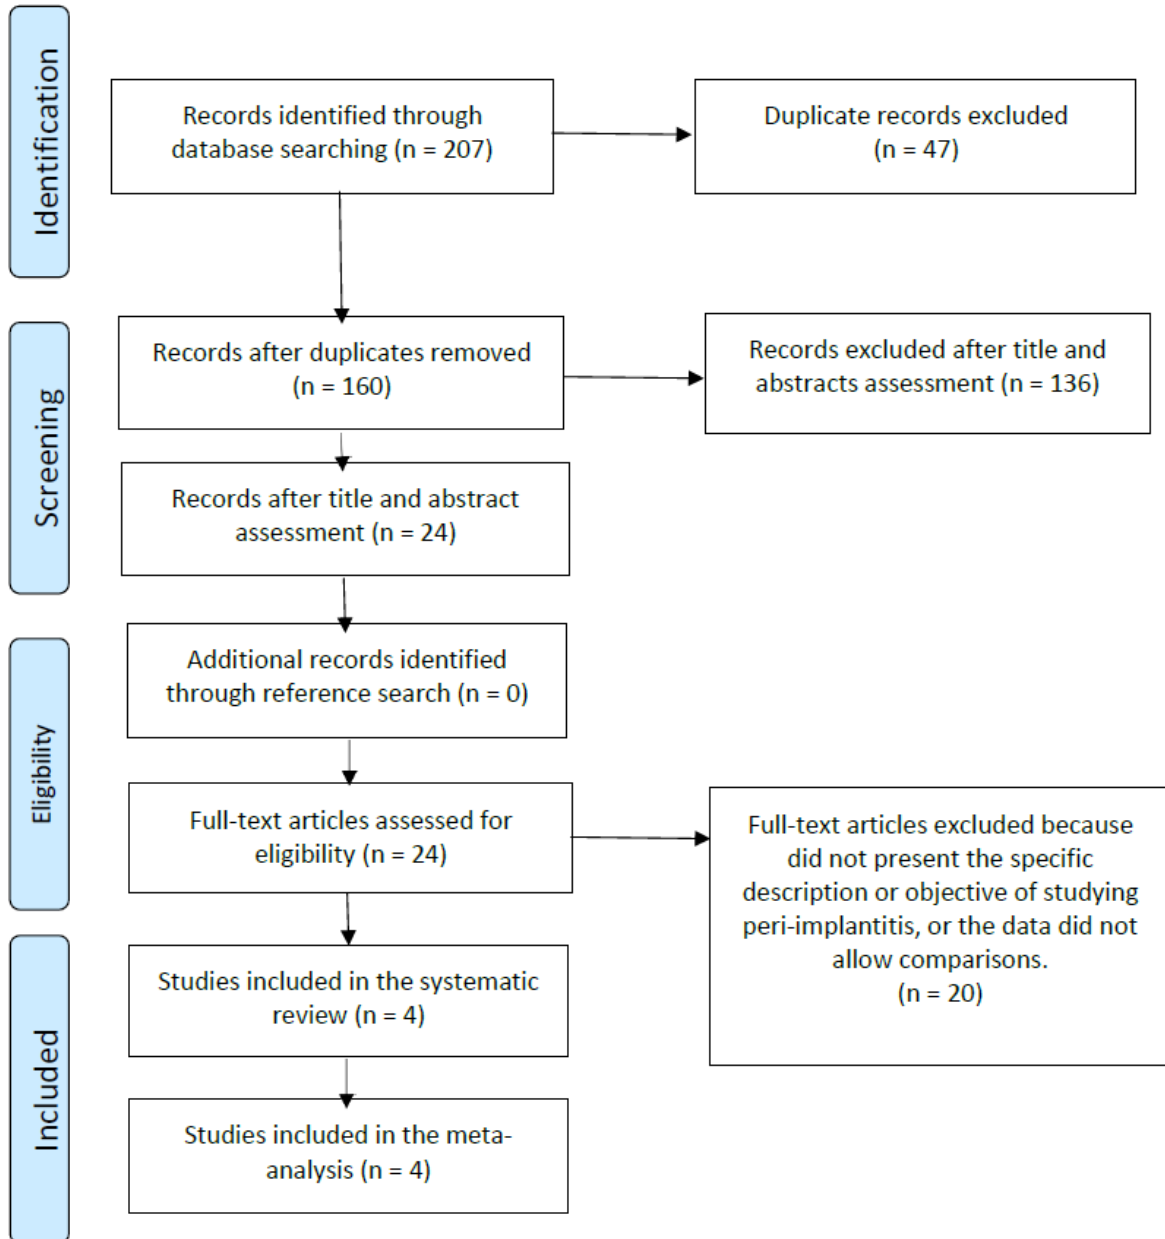 Identification
Records identified through
database searching (n = 207)
Duplicate records excluded
(n = 47)
Screening
Records after duplicates removed
(n = 160)
Records excluded after title and
abstracts assessment (n = 136)
Records after title and abstract
assessment (n = 24)
Eligibility
Additional records identified
through reference search (n = 0)
Full-text articles assessed for
eligibility (n = 24)
Full-text articles excluded because
did not present the specific
description or objective of studying
peri-implantitis, or the data did not
allow comparisons.
(n = 20)
Included
Studies included in the systematic
review (n = 4)
Studies included in the meta-
analysis (n = 4)